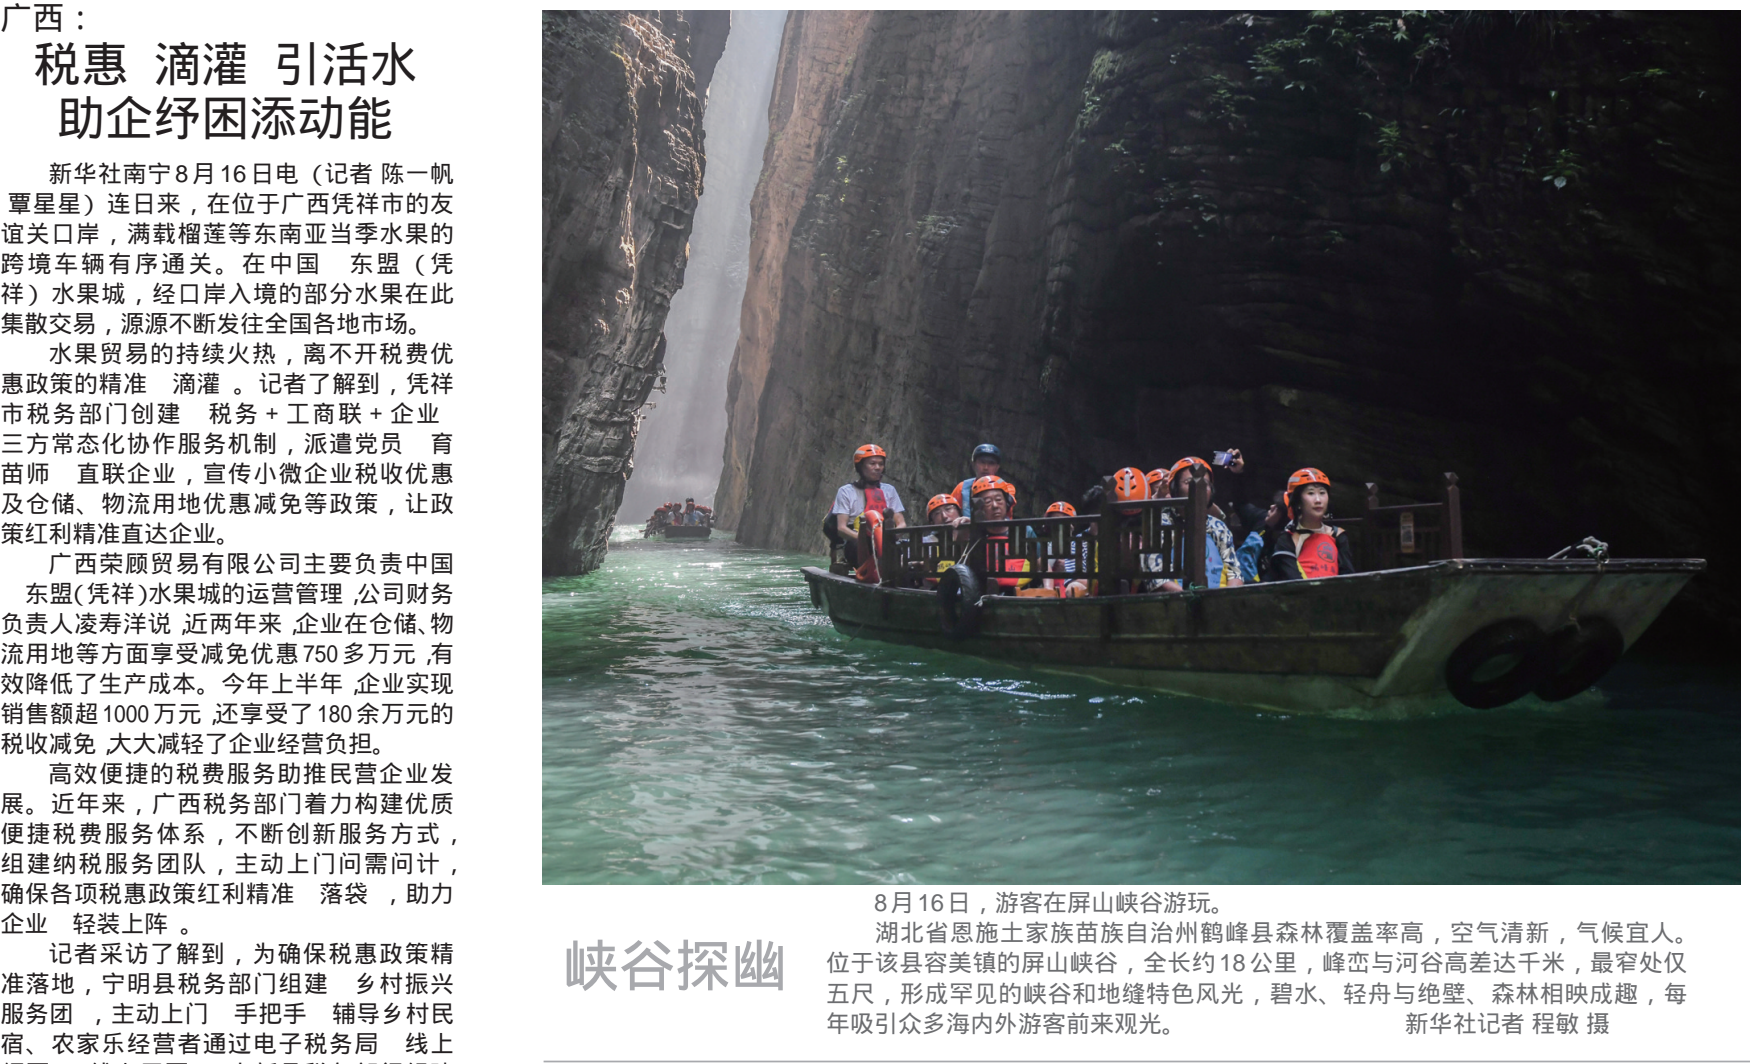 广西：
税惠 滴灌 引活水
助企纾困添动能
新华社南宁8月16日电（记者 陈一帆
覃星星）连日来，在位于广西凭祥市的友
谊关口岸，满载榴莲等东南亚当季水果的
跨境车辆有序通关。在中国 东盟（凭
祥）水果城，经口岸入境的部分水果在此
集散交易，源源不断发往全国各地市场。
水果贸易的持续火热，离不开税费优
惠政策的精准 滴灌 。记者了解到，凭祥
市税务部门创建 税务+工商联+企业
三方常态化协作服务机制，派遣党员 育
苗师 直联企业，宣传小微企业税收优惠
及仓储、物流用地优惠减免等政策，让政
策红利精准直达企业。
广西荣顾贸易有限公司主要负责中国
东盟(凭祥)水果城的运营管理,公司财务
负责人凌寿洋说,近两年来,企业在仓储、物
流用地等方面享受减免优惠750多万元,有
效降低了生产成本。今年上半年,企业实现
销售额超1000万元,还享受了180余万元的
税收减免,大大减轻了企业经营负担。
高效便捷的税费服务助推民营企业发
展。近年来，广西税务部门着力构建优质
便捷税费服务体系，不断创新服务方式，
组建纳税服务团队，主动上门问需问计，
确保各项税惠政策红利精准 落袋 ，助力
企业 轻装上阵 。
记者采访了解到，为确保税惠政策精
准落地，宁明县税务部门组建 乡村振兴
服务团 ，主动上门 手把手 辅导乡村民
宿、农家乐经营者通过电子税务局 线上
8月16日，游客在屏山峡谷游玩。
湖北省恩施土家族苗族自治州鹤峰县森林覆盖率高，空气清新，气候宜人。
位于该县容美镇的屏山峡谷，全长约18公里，峰峦与河谷高差达千米，最窄处仅
五尺，形成罕见的峡谷和地缝特色风光，碧水、轻舟与绝壁、森林相映成趣，每
年吸引众多海内外游客前来观光。 新华社记者 程敏 摄
峡谷探幽